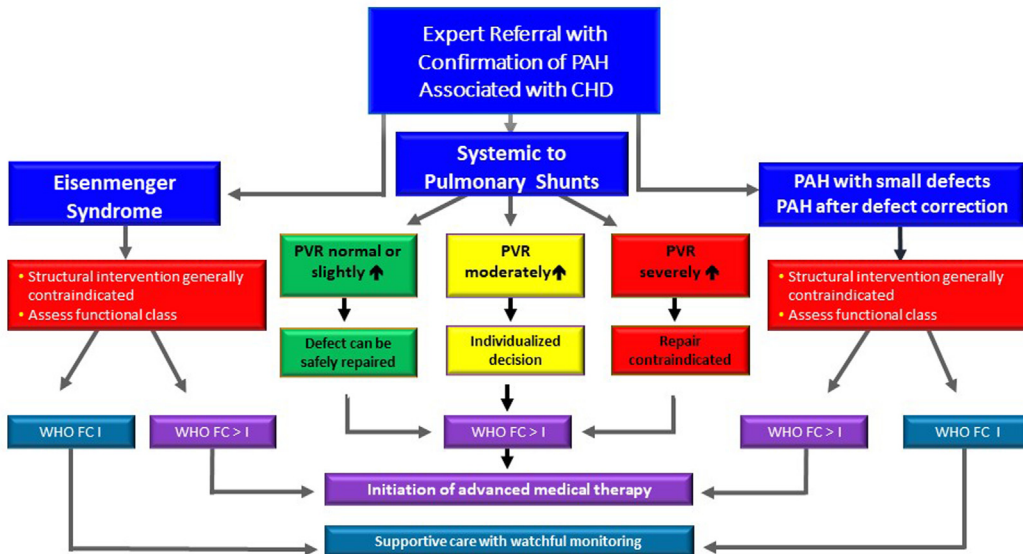 Expert Referral with
Confirmation of PAH
Associated with CHD
Systemic to
Pulmonary Shunts
Eisenmenger
Syndrome
PAH with small defects
PAH after defect correction
PVR normal or
slightly ↑
PVR
moderately ↑
PVR
severely ↑
• Structural intervention generally
contraindicated
• Assess functional class
• Structural intervention generally
contraindicated
• Assess functional class
Defect can be
safely repaired
Individualized
decision
Repair
contraindicated
WHO FC I
WHO FC > I
WHO FC > I
WHO FC > I
WHO FC I
Initiation of advanced medical therapy
Supportive care with watchful monitoring